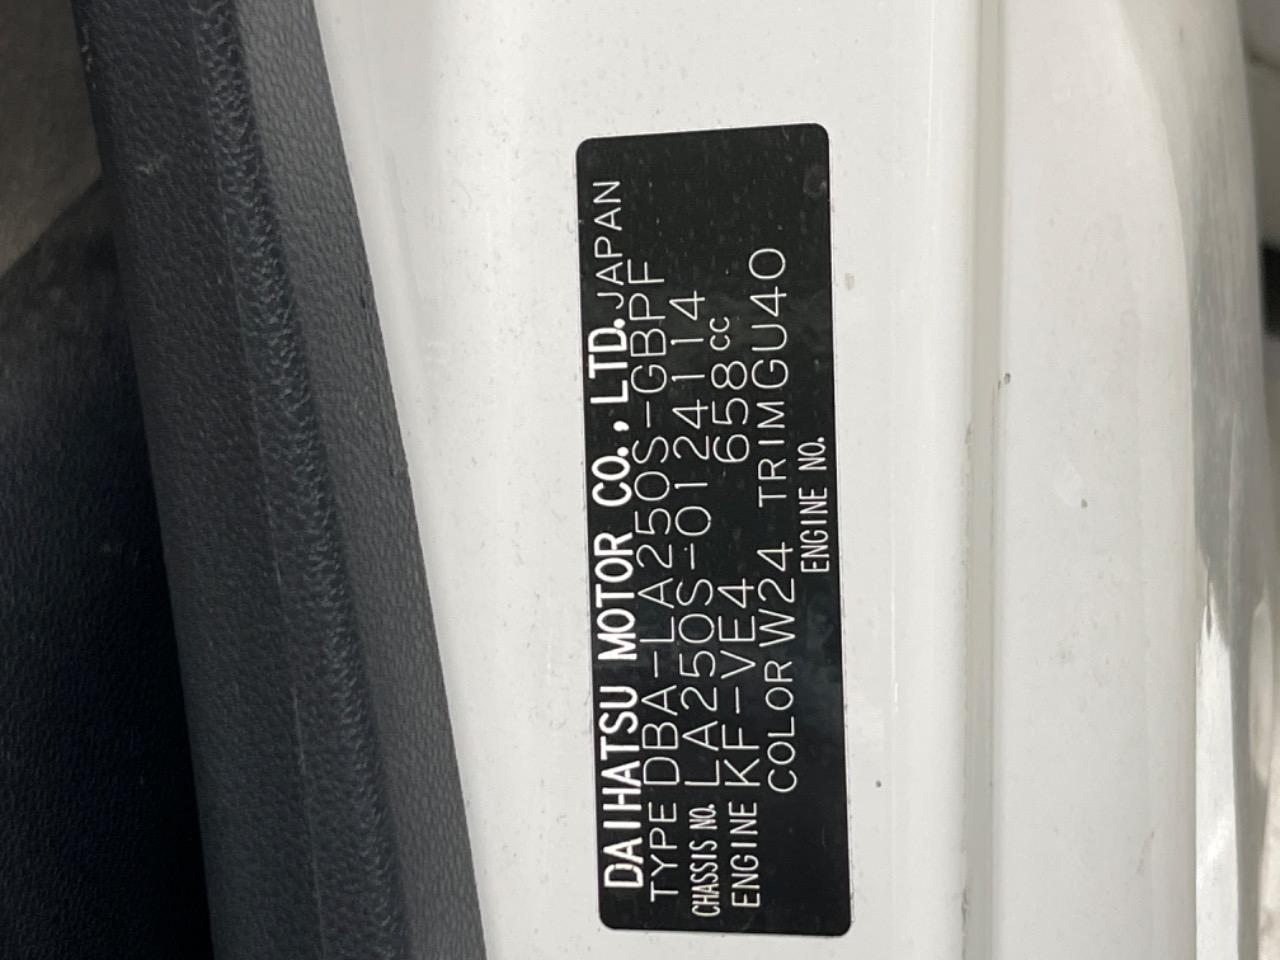 DAIHATSU MOTOR CO., LTD. JAPAN
TYPE DBA-LA250S-GBPF
CHASSIS NO. LA250S-0124114
ENGINE KF-VE4 658cc
COLOR W24 TRIM GU40
ENGINE NO.